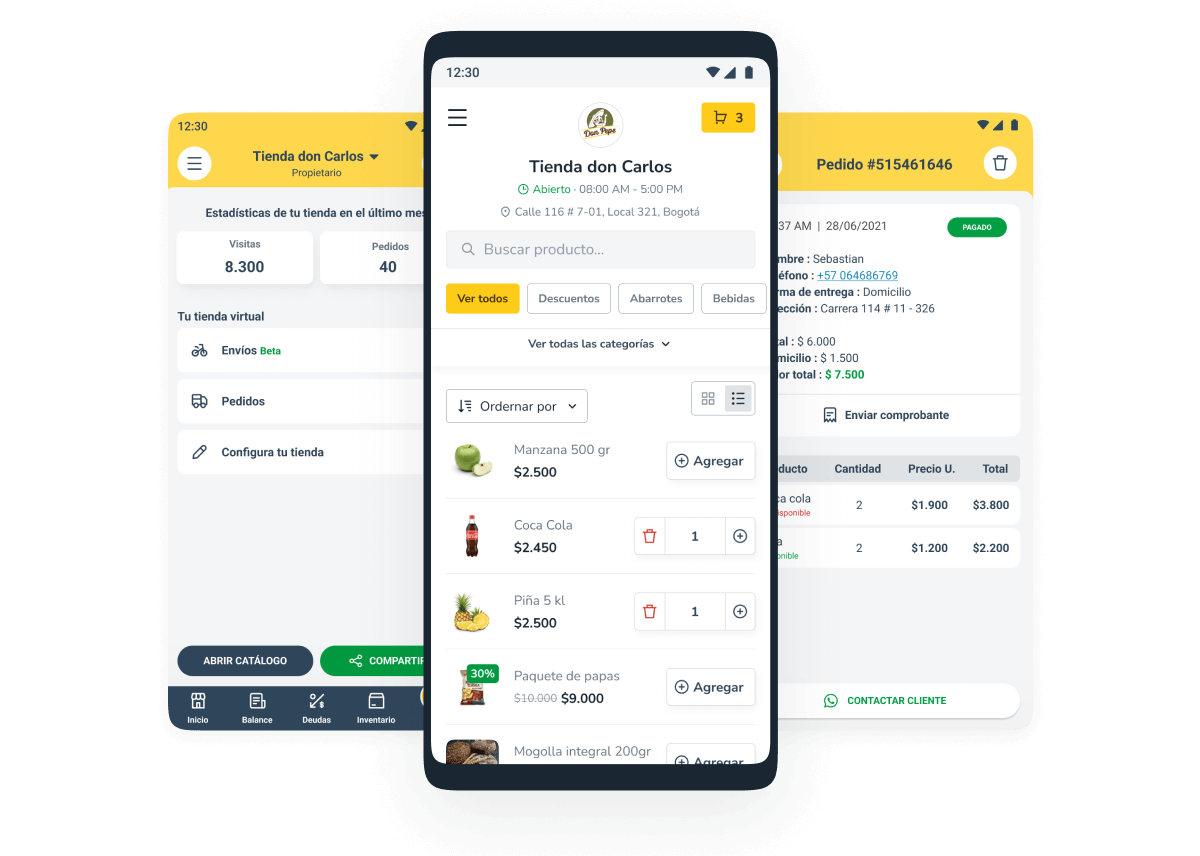 12:30
Tienda don Carlos
Propietario
Estadísticas de tu tienda en el último mes
Visitas
8.300
Pedidos
40
Tu tienda virtual
Envíos Beta
Pedidos
Configura tu tienda
ABRIR CATÁLOGO
COMPARTIR
Inicio
Balance
Deudas
Inventario
12:30
Don Pepe
3
Tienda don Carlos
Abierto · 08:00 AM - 5:00 PM
Calle 116 # 7-01, Local 321, Bogotá
Buscar producto...
Ver todos
Descuentos
Abarrotes
Bebidas
Ver todas las categorías
Ordernar por
Manzana 500 gr
$2.500
Agregar
Coca Cola
$2.450
1
Piña 5 kl
$2.500
1
30%
Paquete de papas
$10.000 $9.000
Agregar
Mogolla integral 200gr
Agregar
Pedido #515461646
37 AM | 28/06/2021
PAGADO
mbre : Sebastian
éfono : +57 064686769
ma de entrega : Domicilio
ección : Carrera 114 # 11 - 326
al : $ 6.000
micilio : $ 1.500
or total : $ 7.500
Enviar comprobante
ducto
Cantidad
Precio U.
Total
ca cola
isponible
2
$1.900
$3.800
a
onible
2
$1.200
$2.200
CONTACTAR CLIENTE